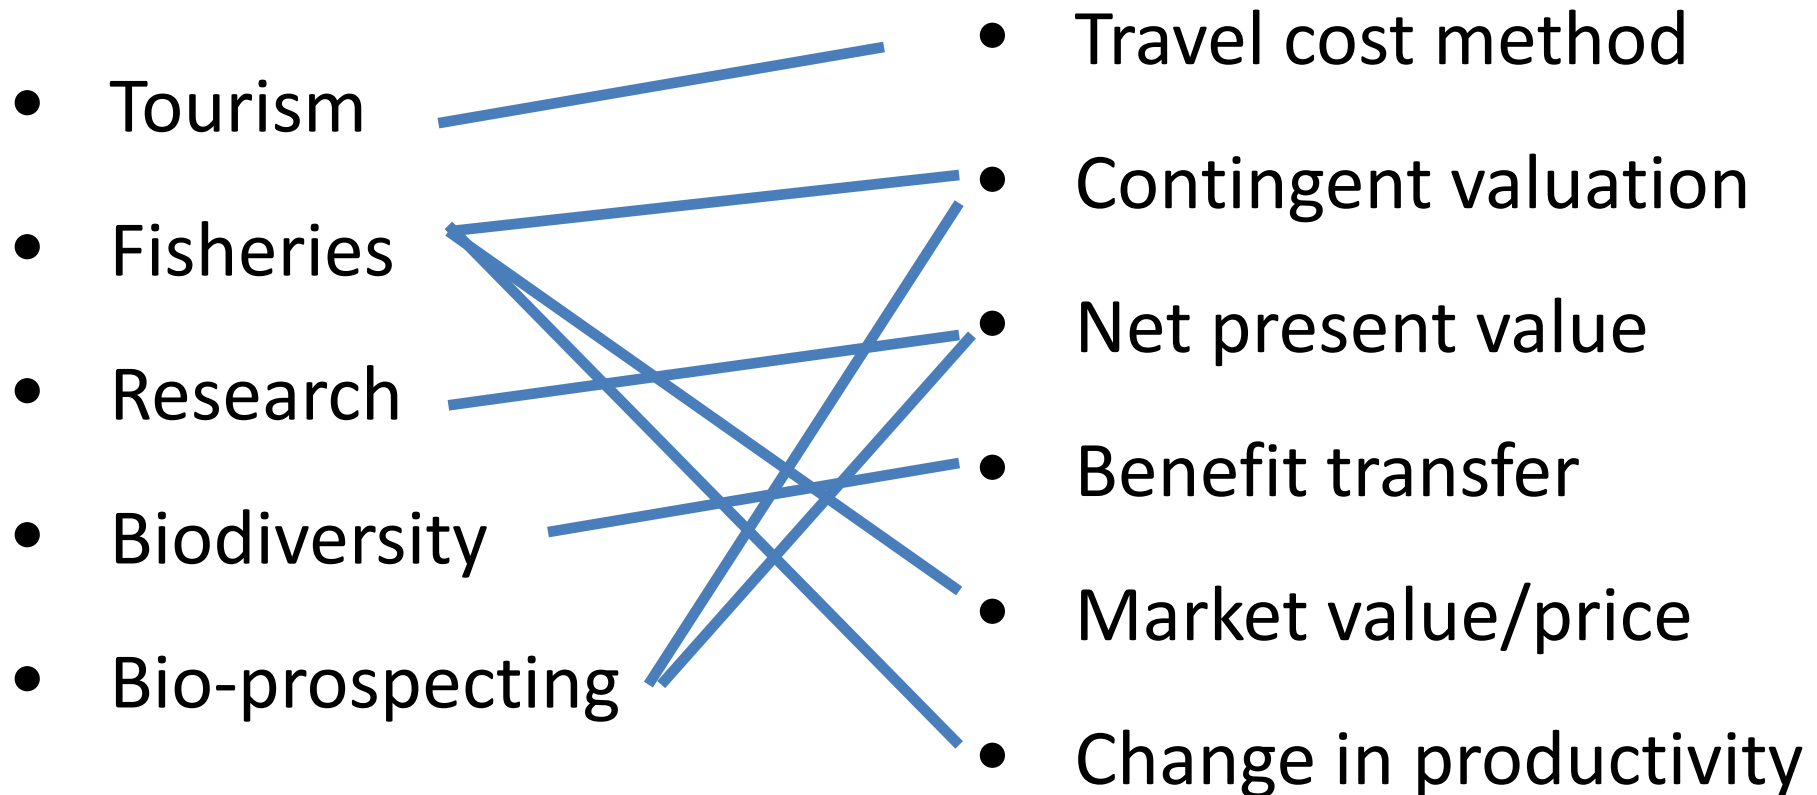 • Tourism
• Fisheries
• Research
• Biodiversity
• Bio-prospecting
• Travel cost method
• Contingent valuation
• Net present value
• Benefit transfer
• Market value/price
• Change in productivity